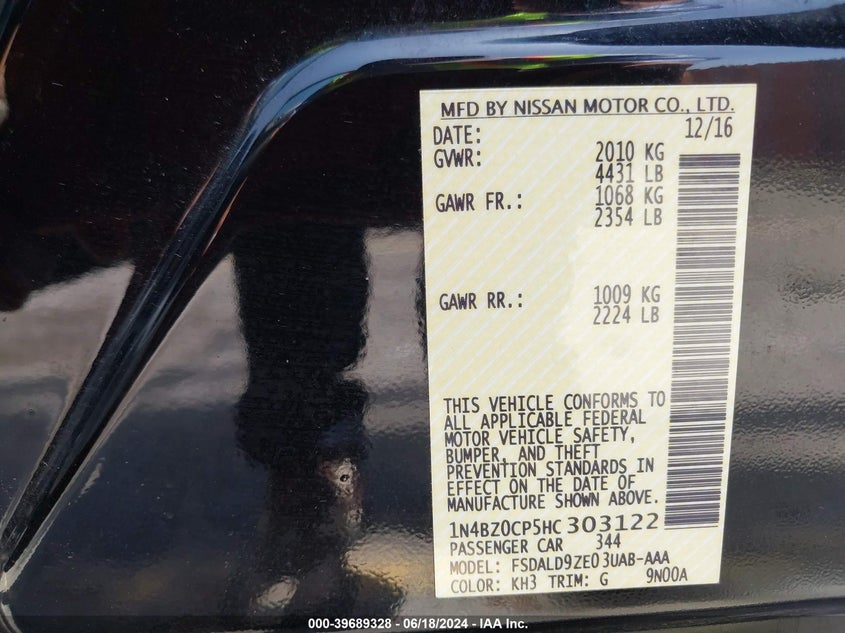 MFD BY NISSAN MOTOR CO., LTD.
DATE: 12/16
GVWR: 2010 KG
4431 LB
GAWR FR.: 1068 KG
2354 LB
GAWR RR.: 1009 KG
2224 LB
THIS VEHICLE CONFORMS TO
ALL APPLICABLE FEDERAL
MOTOR VEHICLE SAFETY,
BUMPER, AND THEFT
PREVENTION STANDARDS IN
EFFECT ON THE DATE OF
MANUFACTURE SHOWN ABOVE.
1N4BZ0CP5HC303122
PASSENGER CAR 344
MODEL: FSDALD9ZE03UAB-AAA
COLOR: KH3 TRIM: G 9N00A
000-39689328 - 06/18/2024 - IAA Inc.